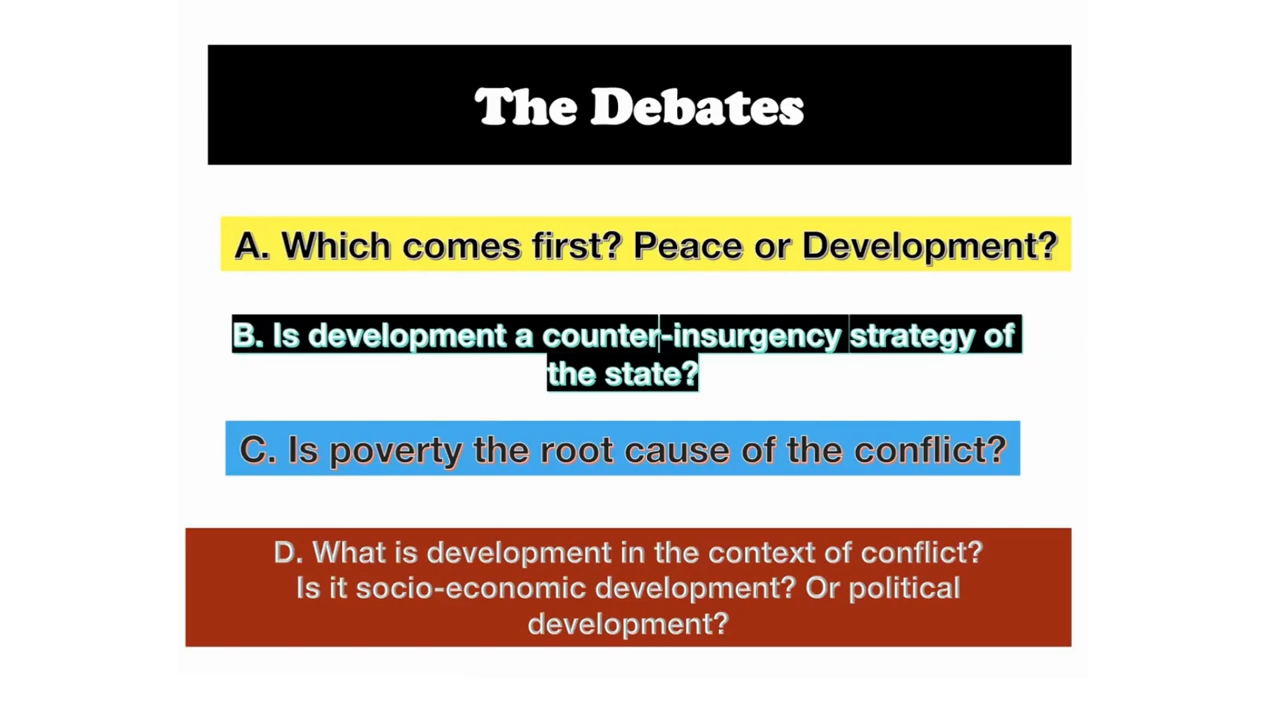 The Debates
A. Which comes first? Peace or Development?
B. Is development a counter-insurgency strategy of
the state?
C. Is poverty the root cause of the conflict?
D. What is development in the context of conflict?
Is it socio-economic development? Or political
development?